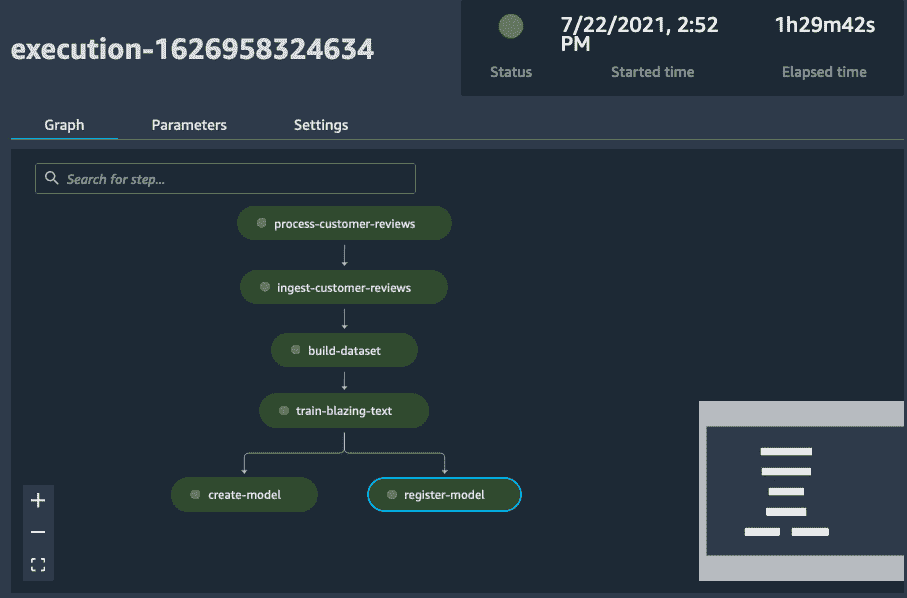 execution-1626958324634
7/22/2021, 2:52
PM
1h29m42s
Status
Started time
Elapsed time
Graph
Parameters
Settings
Search for step...
process-customer-reviews
ingest-customer-reviews
build-dataset
train-blazing-text
create-model
register-model